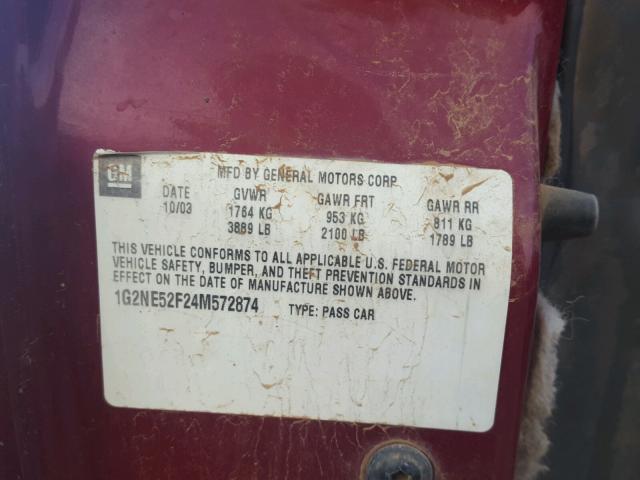 GM
MFD BY GENERAL MOTORS CORP
DATE GVWR GAWR FRT GAWR RR
10/03 1764 KG 953 KG 811 KG
3889 LB 2100 LB 1789 LB
THIS VEHICLE CONFORMS TO ALL APPLICABLE U.S. FEDERAL MOTOR
VEHICLE SAFETY, BUMPER, AND THEFT PREVENTION STANDARDS IN
EFFECT ON THE DATE OF MANUFACTURE SHOWN ABOVE.
1G2NE52F24M572874 TYPE: PASS CAR